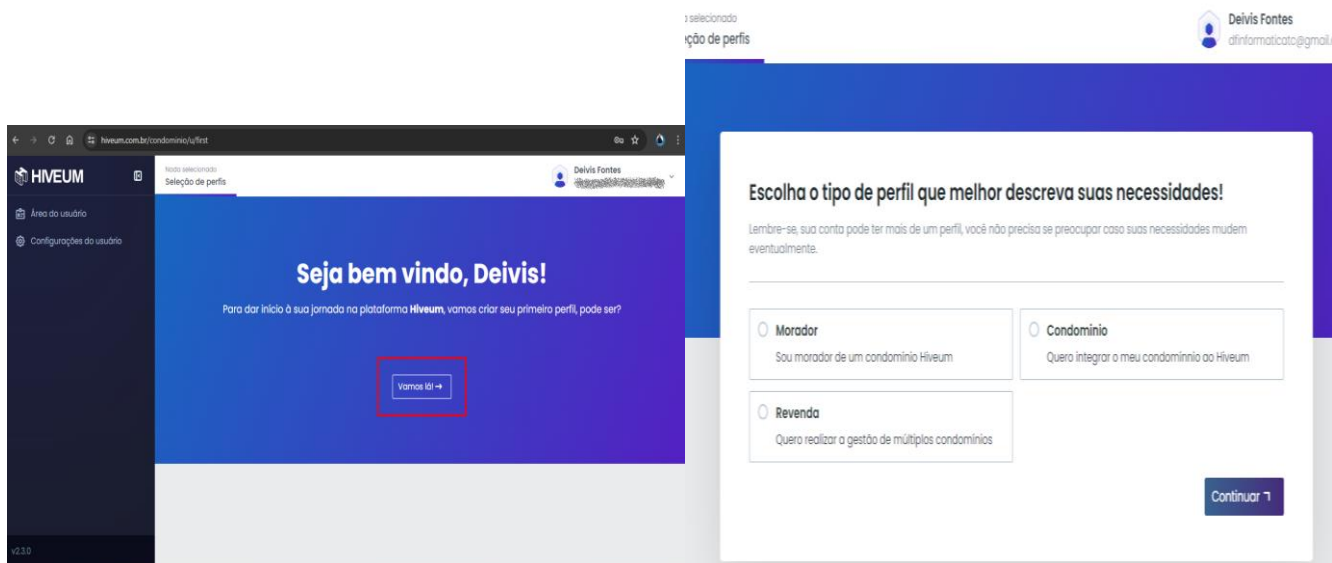 hiveum.com.br/condominio/u/first
HIVEUM
Nada selecionado
Seleção de perfis
Deivis Fontes
Área do usuário
Configurações do usuário
Seja bem vindo, Deivis!
Para dar início à sua jornada na plataforma Hiveum, vamos criar seu primeiro perfil, pode ser?
Vamos lá! →
v2.3.0
selecionado
ção de perfis
Deivis Fontes
dfinformaticatc@gmail.
Escolha o tipo de perfil que melhor descreva suas necessidades!
Lembre-se, sua conta pode ter mais de um perfil, você não precisa se preocupar caso suas necessidades mudem
eventualmente.
Morador
Sou morador de um condomínio Hiveum
Condomínio
Quero integrar o meu condomínnio ao Hiveum
Revenda
Quero realizar a gestão de múltiplos condomínios
Continuar